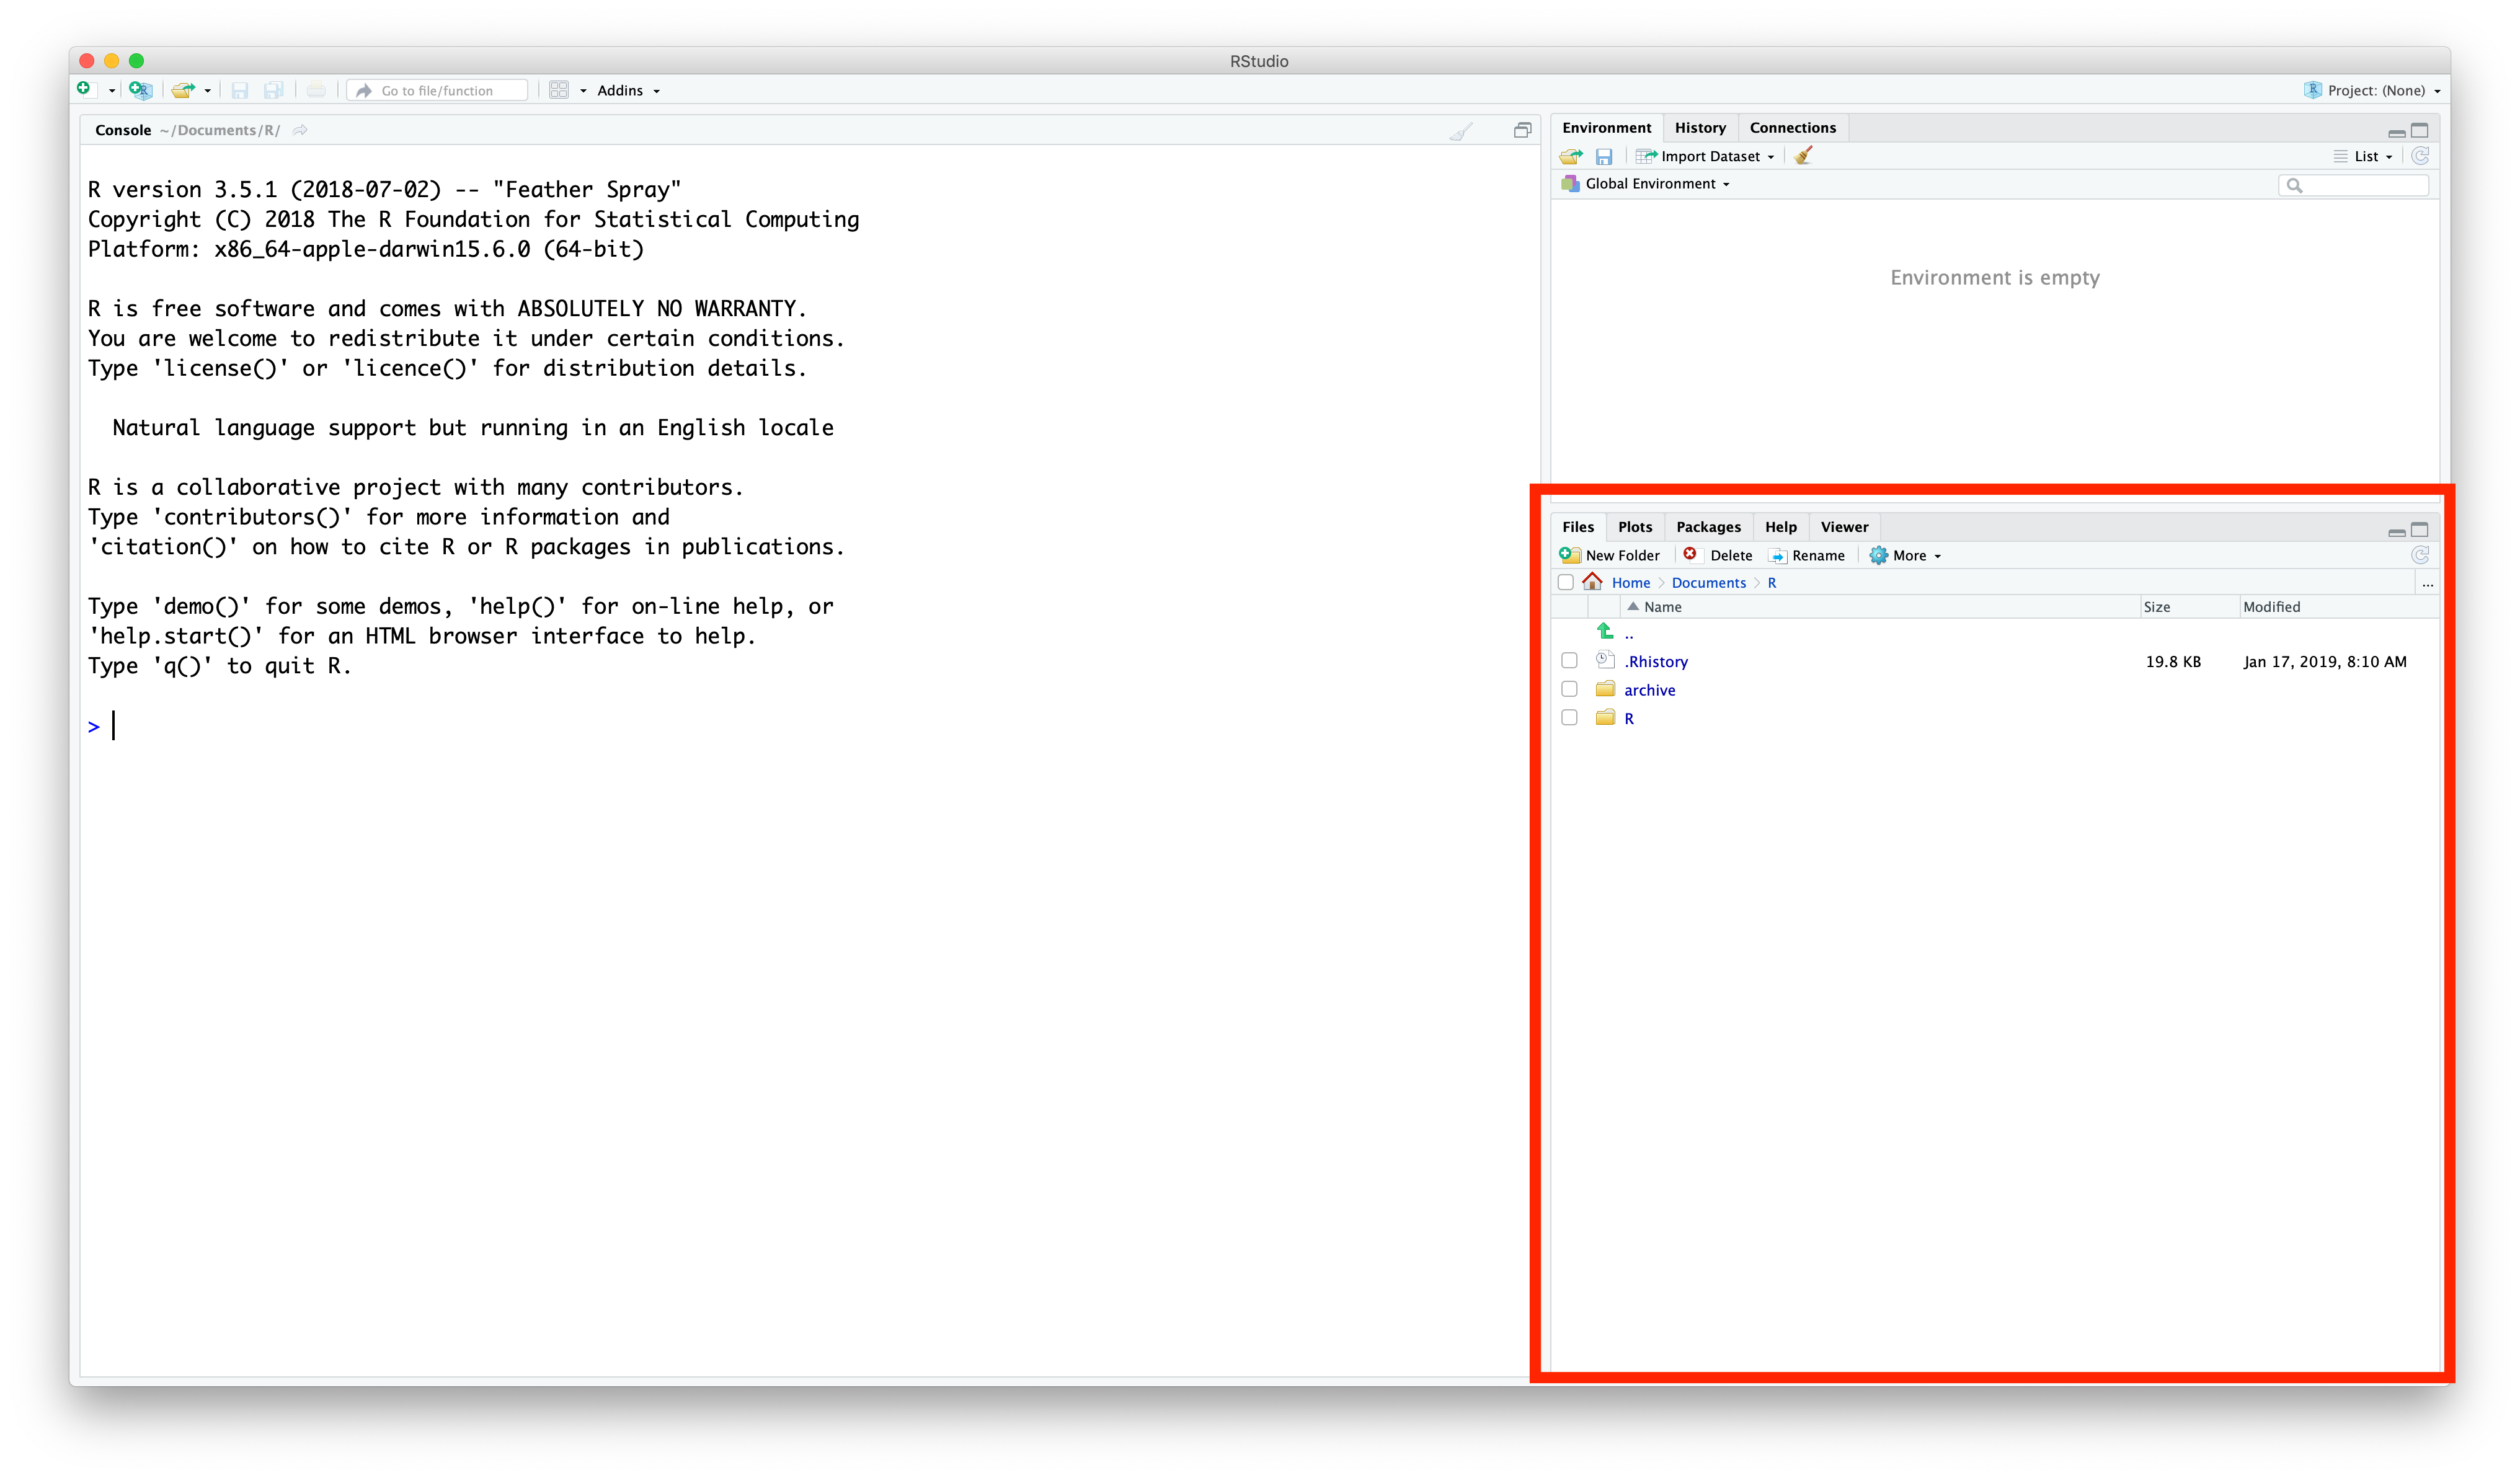 RStudio
Go to file/function
Addins
Project: (None)
Console ~/Documents/R/
R version 3.5.1 (2018-07-02) -- "Feather Spray"
Copyright (C) 2018 The R Foundation for Statistical Computing
Platform: x86_64-apple-darwin15.6.0 (64-bit)
R is free software and comes with ABSOLUTELY NO WARRANTY.
You are welcome to redistribute it under certain conditions.
Type 'license()' or 'licence()' for distribution details.
Natural language support but running in an English locale
R is a collaborative project with many contributors.
Type 'contributors()' for more information and
'citation()' on how to cite R or R packages in publications.
Type 'demo()' for some demos, 'help()' for on-line help, or
'help.start()' for an HTML browser interface to help.
Type 'q()' to quit R.
>
Environment History Connections
Import Dataset List
Global Environment
Environment is empty
Files Plots Packages Help Viewer
New Folder Delete Rename More
Home > Documents > R ...
Name Size Modified
..
.Rhistory 19.8 KB Jan 17, 2019, 8:10 AM
archive
R